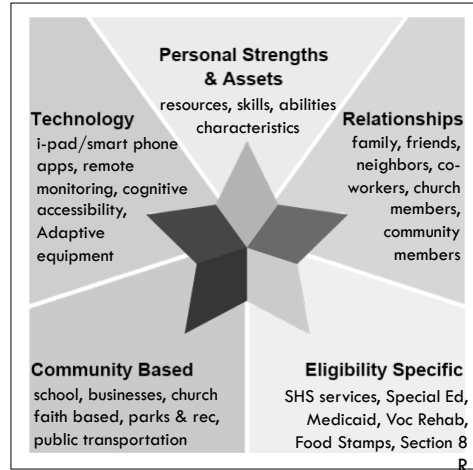 Personal Strengths
& Assets
resources, skills, abilities
characteristics
Technology
i-pad/smart phone
apps, remote
monitoring, cognitive
accessibility,
Adaptive
equipment
Relationships
family, friends,
neighbors, co-
workers, church
members,
community
members
Community Based
school, businesses, church
faith based, parks & rec,
public transportation
Eligibility Specific
SHS services, Special Ed,
Medicaid, Voc Rehab,
Food Stamps, Section 8
R